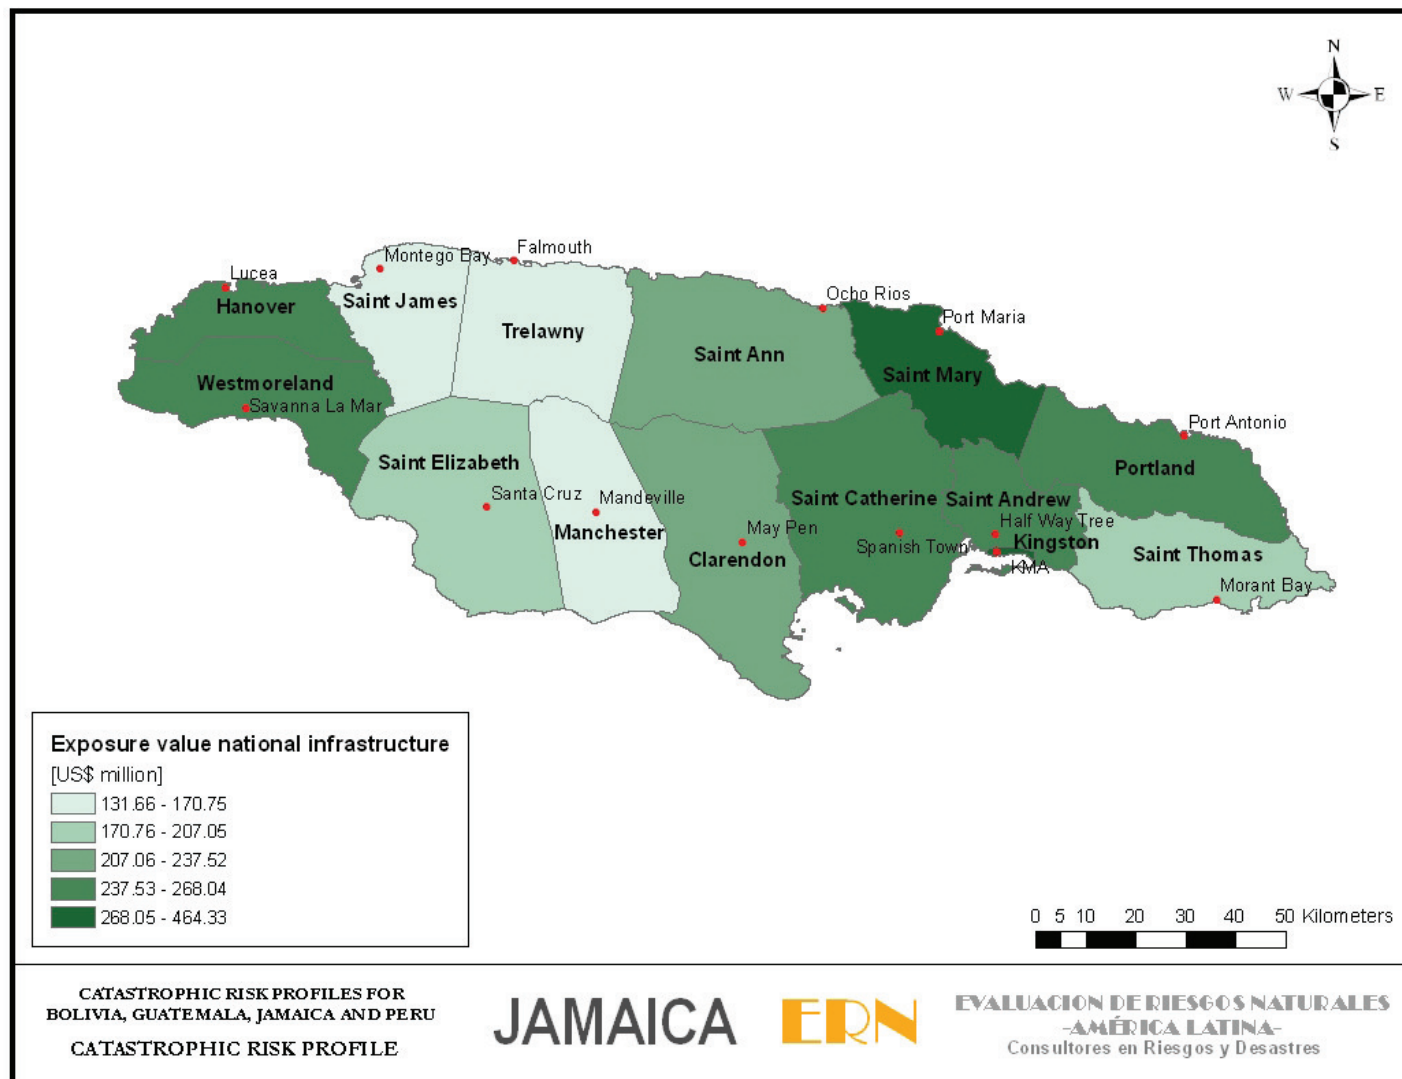 N
W E
S
Montego Bay
Falmouth
Lucea
Hanover
Saint James
Trelawny
Ocho Rios
Port Maria
Saint Ann
Saint Mary
Westmoreland
Savanna La Mar
Port Antonio
Saint Elizabeth
Portland
Santa Cruz
Mandeville
Manchester
Saint Catherine
Saint Andrew
Half Way Tree
May Pen
Clarendon
Spanish Town
Kingston
KMA
Saint Thomas
Morant Bay
Exposure value national infrastructure
[US$ million]
131.66 - 170.75
170.76 - 207.05
207.06 - 237.52
237.53 - 268.04
268.05 - 464.33
0 5 10 20 30 40 50 Kilometers
CATASTROPHIC RISK PROFILES FOR
BOLIVIA, GUATEMALA, JAMAICA AND PERU
CATASTROPHIC RISK PROFILE
JAMAICA
ERN
EVALUACION DE RIESGOS NATURALES
-AMÉRICA LATINA-
Consultores en Riesgos y Desastres